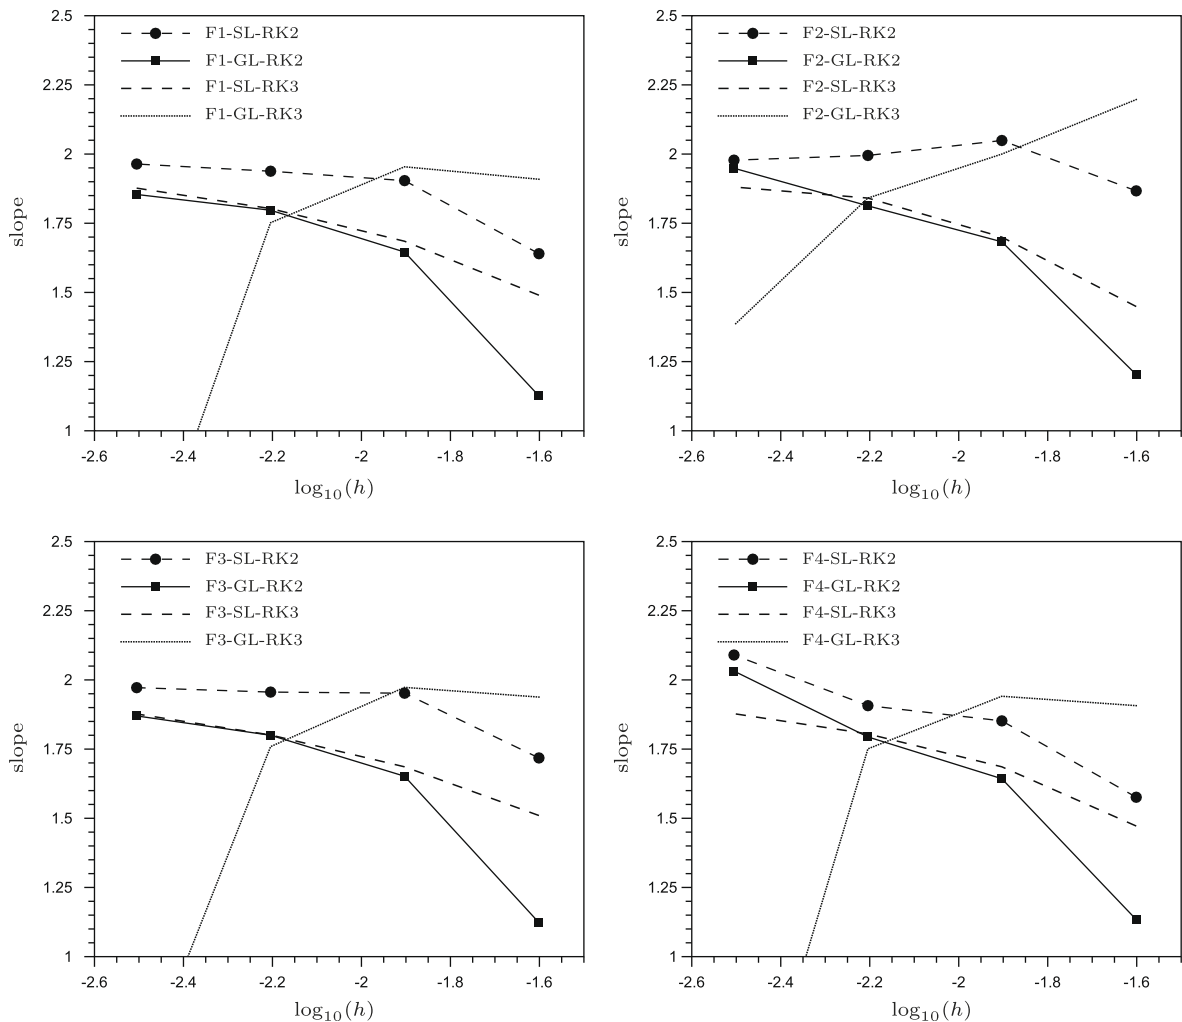 2.5
2.25
2
1.75
1.5
1.25
1
slope
F1-SL-RK2
F1-GL-RK2
F1-SL-RK3
F1-GL-RK3
-2.6 -2.4 -2.2 -2 -1.8 -1.6
log10(h)
2.5
2.25
2
1.75
1.5
1.25
1
slope
F2-SL-RK2
F2-GL-RK2
F2-SL-RK3
F2-GL-RK3
-2.6 -2.4 -2.2 -2 -1.8 -1.6
log10(h)
2.5
2.25
2
1.75
1.5
1.25
1
slope
F3-SL-RK2
F3-GL-RK2
F3-SL-RK3
F3-GL-RK3
-2.6 -2.4 -2.2 -2 -1.8 -1.6
log10(h)
2.5
2.25
2
1.75
1.5
1.25
1
slope
F4-SL-RK2
F4-GL-RK2
F4-SL-RK3
F4-GL-RK3
-2.6 -2.4 -2.2 -2 -1.8 -1.6
log10(h)